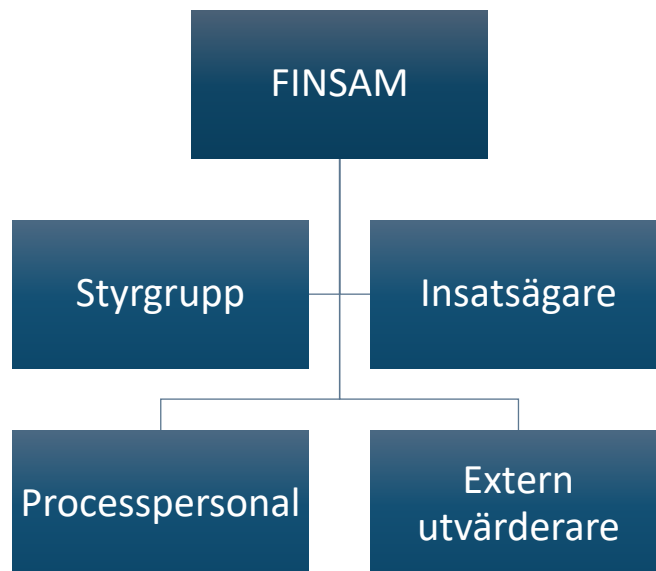 FINSAM
Styrgrupp
Insatsägare
Processpersonal
Extern
utvärderare